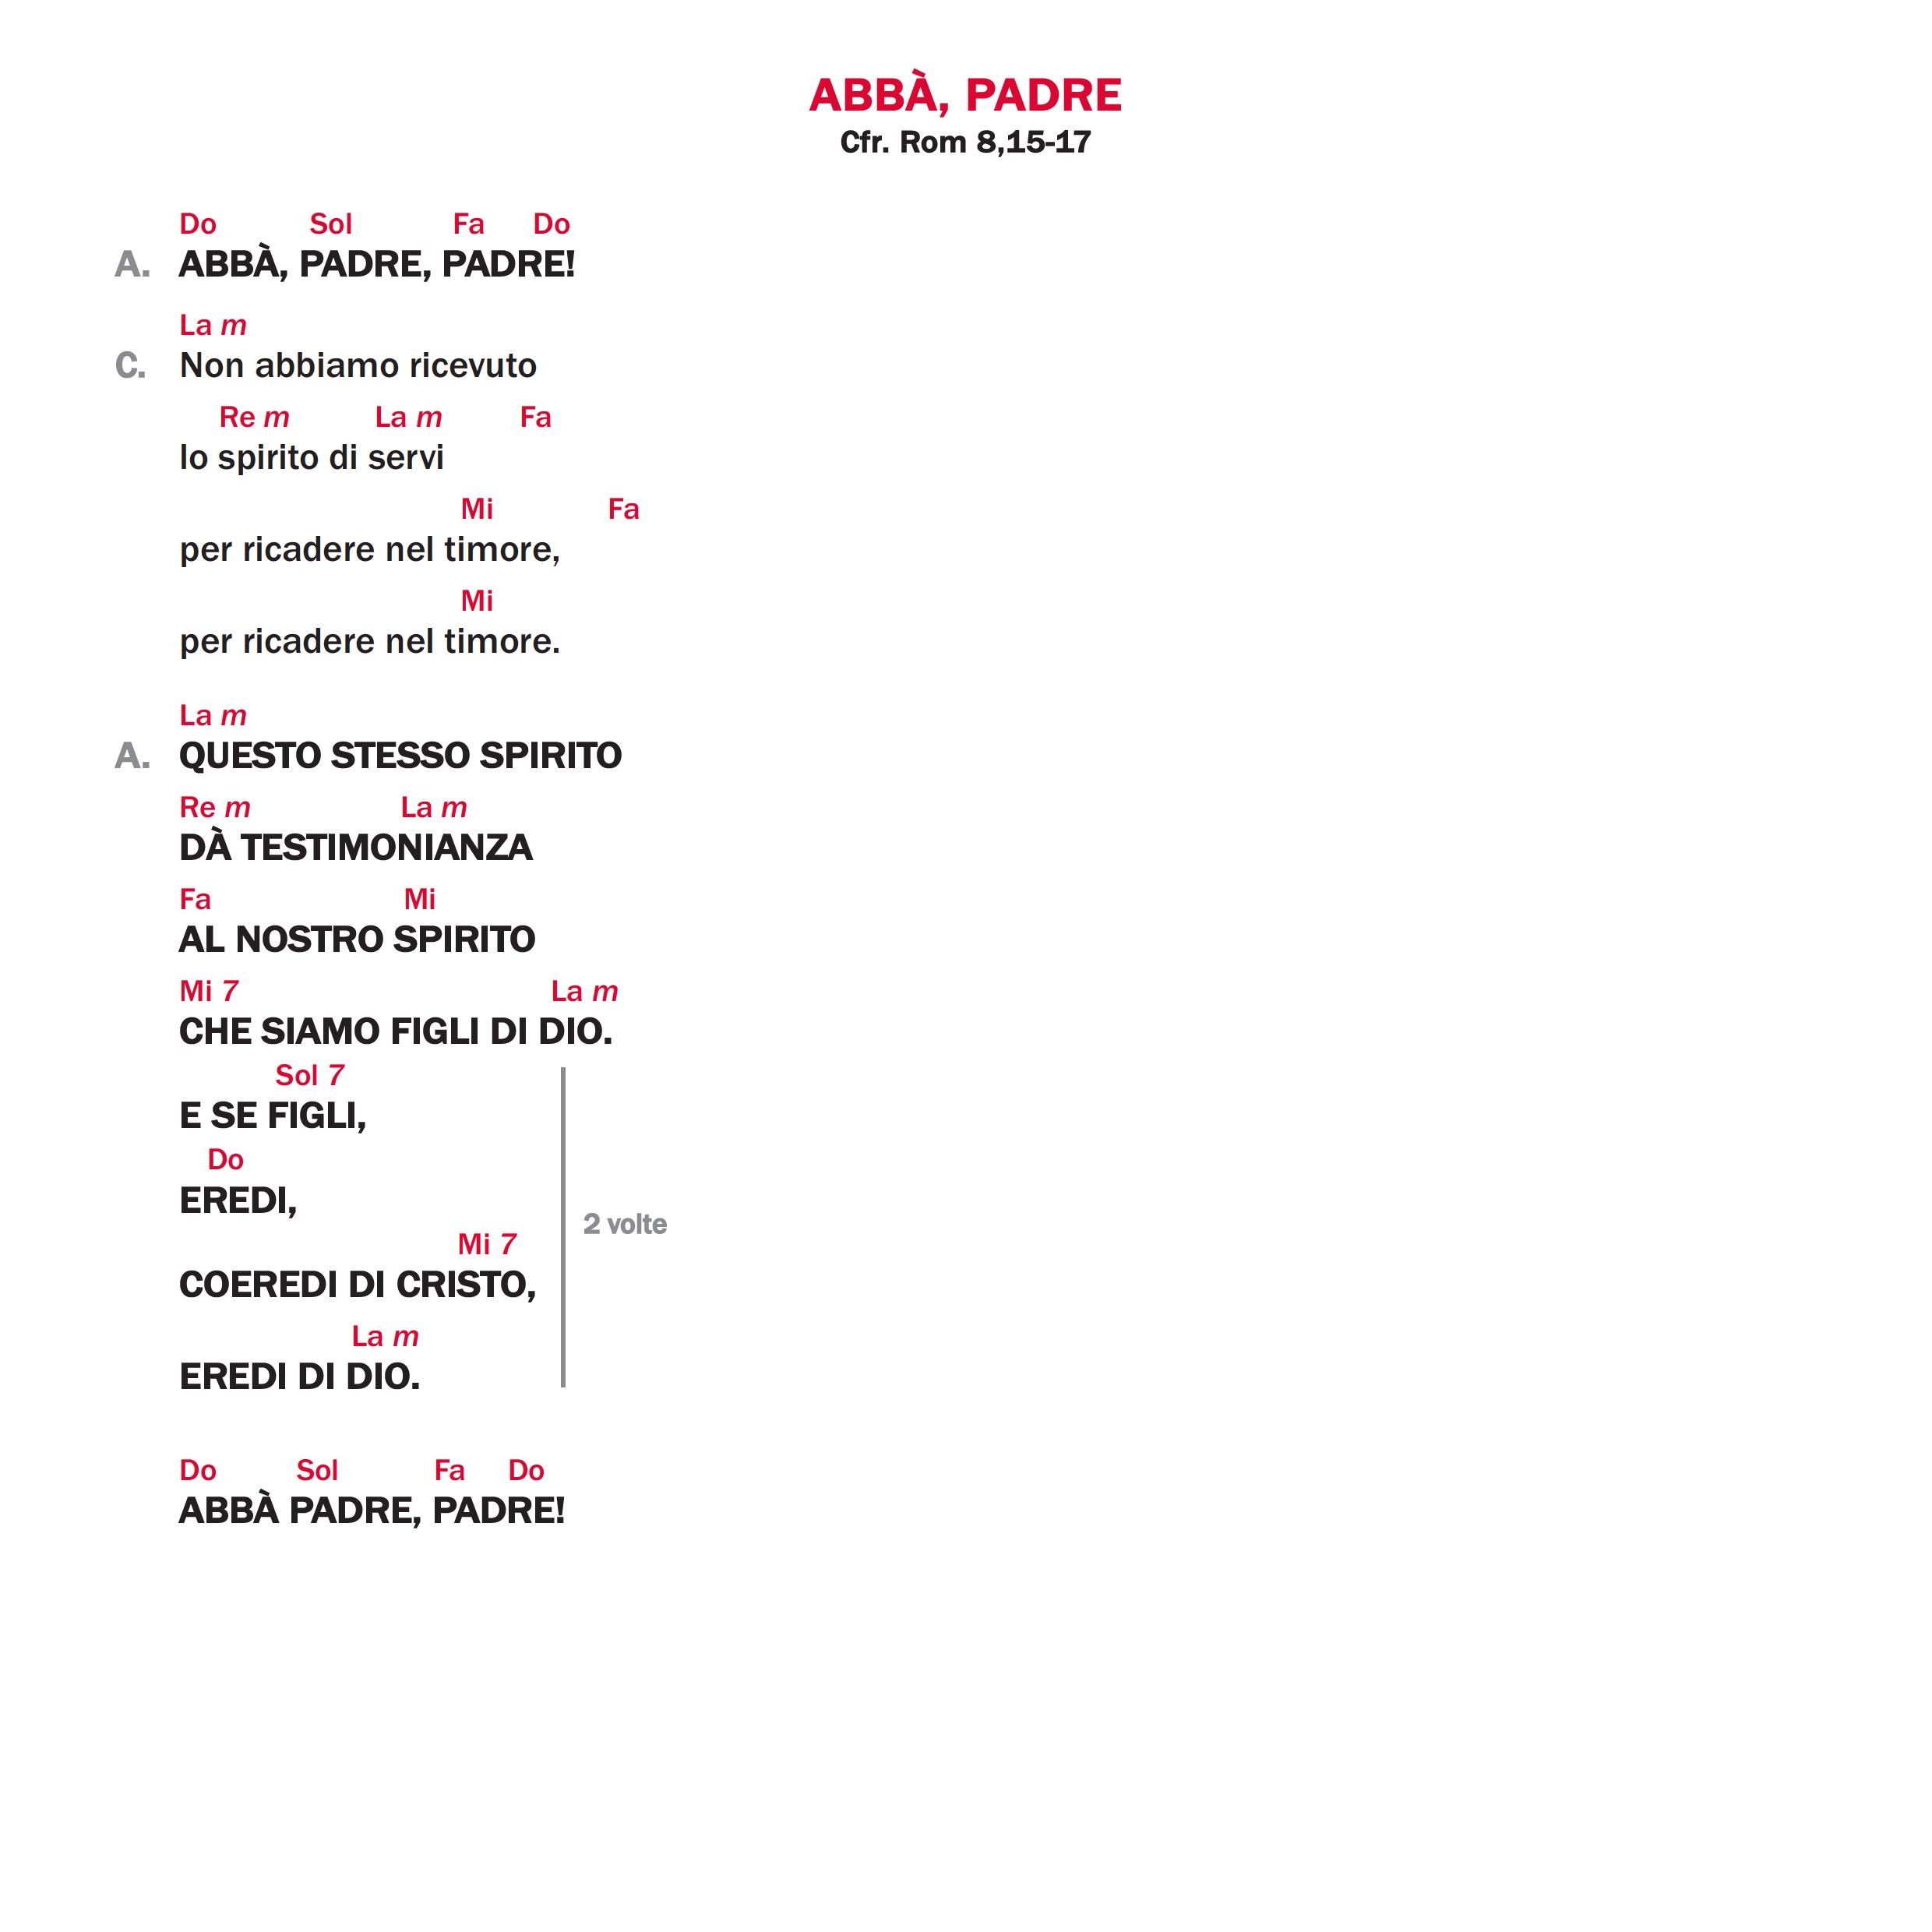 ABBÀ, PADRE
Cfr. Rom 8,15-17
Do Sol Fa Do
A. ABBÀ, PADRE, PADRE!
La m
C. Non abbiamo ricevuto
Re m La m Fa
lo spirito di servi
Mi Fa
per ricadere nel timore,
Mi
per ricadere nel timore.
La m
A. QUESTO STESSO SPIRITO
Re m La m
DÀ TESTIMONIANZA
Fa Mi
AL NOSTRO SPIRITO
Mi 7 La m
CHE SIAMO FIGLI DI DIO.
Sol 7
E SE FIGLI,
Do
EREDI,
2 volte
Mi 7
COEREDI DI CRISTO,
La m
EREDI DI DIO.
Do Sol Fa Do
ABBÀ PADRE, PADRE!